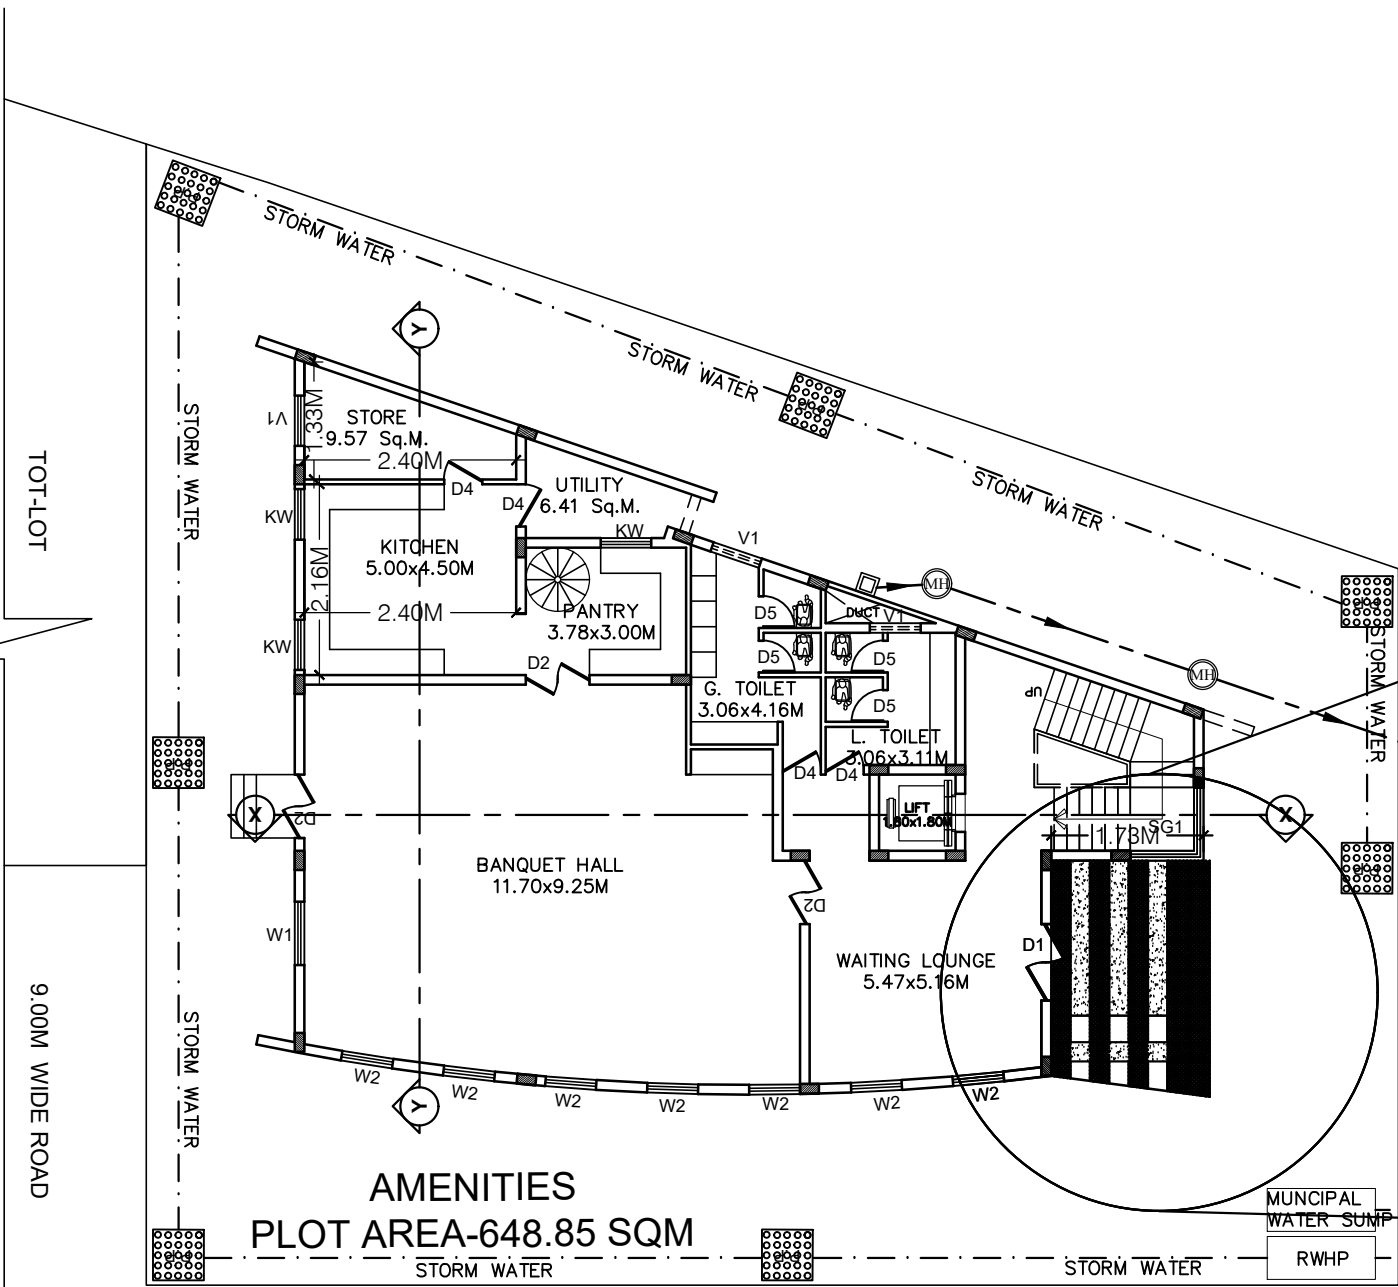 STORM WATER
Y
STORM WATER
STORM WATER
V1
.33M
STORE
9.57 Sq.M.
2.40M
D4
D4
UTILITY
6.41 Sq.M.
STORM WATER
TOT-LOT
KW
KITCHEN
5.00x4.50M
2.16M
2.40M
KW
KW
V1
PANTRY
3.78x3.00M
D2
D5
DUCT
V1
MH
D5
D5
D5
G. TOILET
3.06x4.16M
L. TOILET
3.06x3.11M
D4
D4
UP
MH
STORM WATER
X
D2
LIFT
1.80x1.80M
SG1
1.73M
X
BANQUET HALL
11.70x9.25M
D2
W1
WAITING LOUNGE
5.47x5.16M
D1
9.00M WIDE ROAD
STORM WATER
W2
W2
W2
W2
W2
W2
W2
Y
AMENITIES
PLOT AREA-648.85 SQM
MUNCIPAL
WATER SUMP
RWHP
STORM WATER
STORM WATER